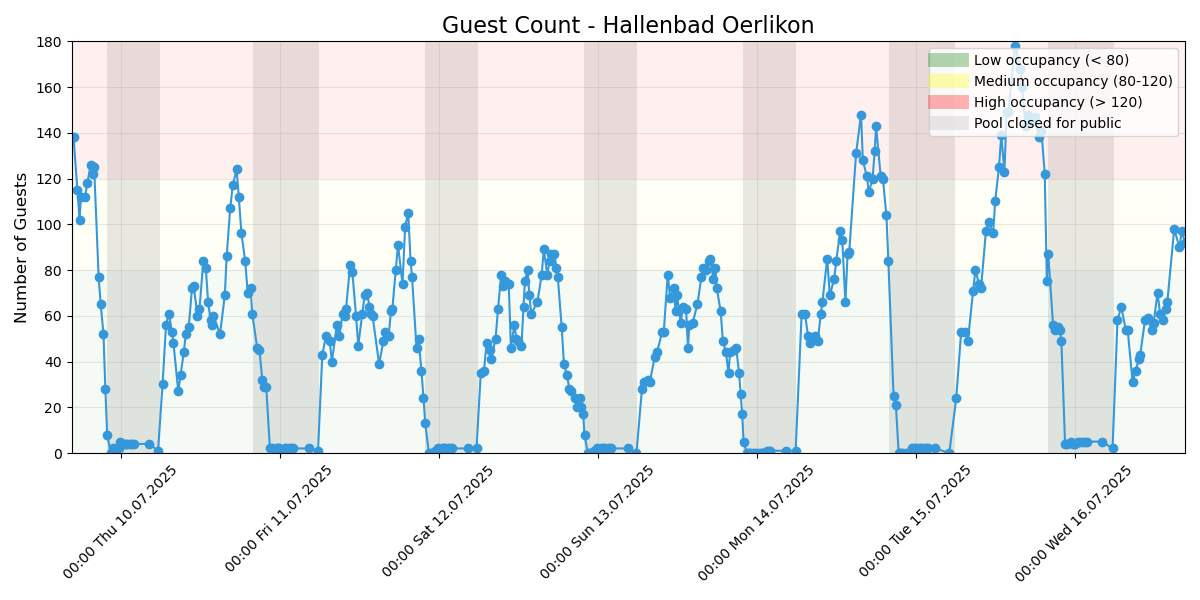 Guest Count - Hallenbad Oerlikon
Number of Guests
180
160
140
120
100
80
60
40
20
0
Low occupancy (< 80)
Medium occupancy (80-120)
High occupancy (> 120)
Pool closed for public
00:00 Thu 10.07.2025
00:00 Fri 11.07.2025
00:00 Sat 12.07.2025
00:00 Sun 13.07.2025
00:00 Mon 14.07.2025
00:00 Tue 15.07.2025
00:00 Wed 16.07.2025